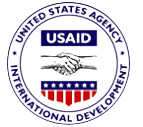 UNITED STATES AGENCY
USAID
INTERNATIONAL DEVELOPMENT